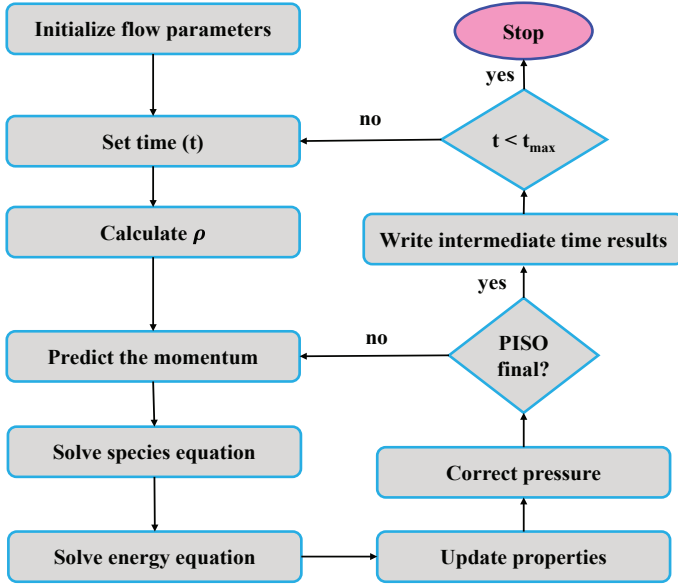 Initialize flow parameters
Stop
yes
no
Set time (t)
t < tmax
Calculate ρ
Write intermediate time results
yes
no
Predict the momentum
PISO
final?
Solve species equation
Correct pressure
Solve energy equation
Update properties